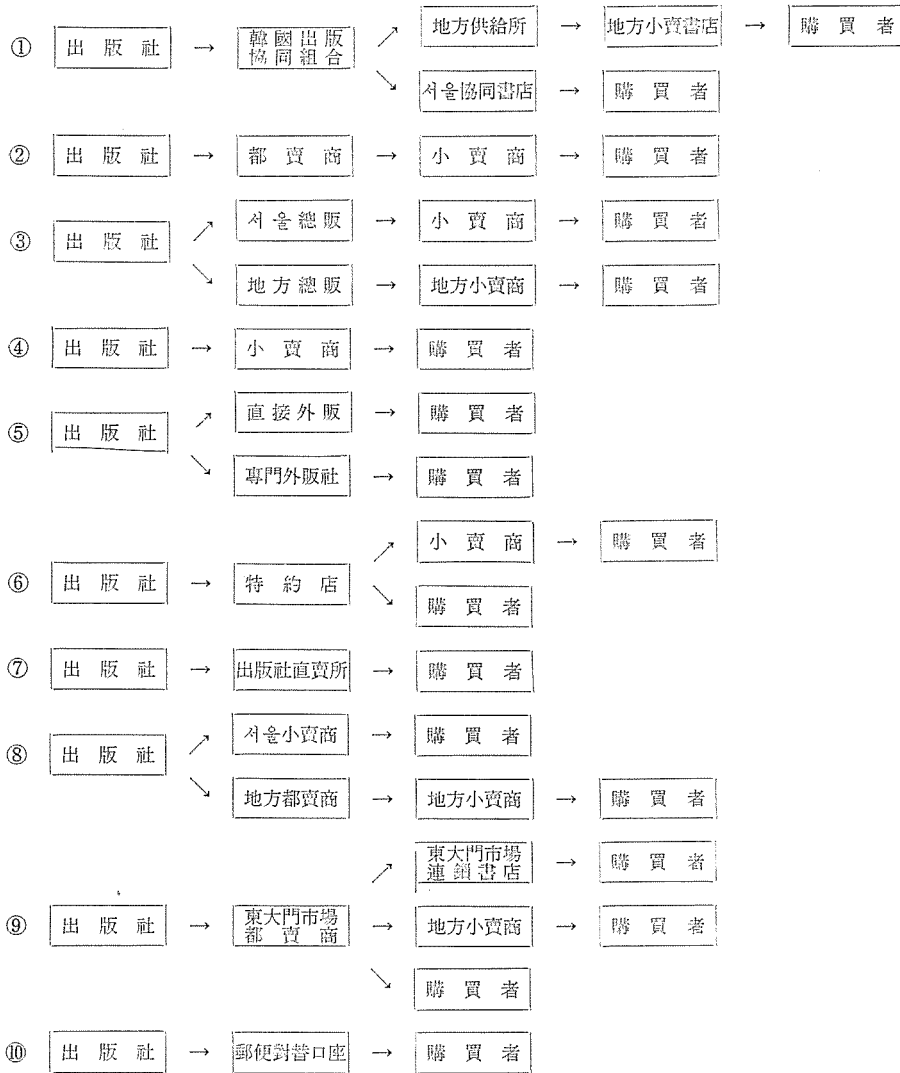 地方供給所 → 地方小賣書店 → 購買者
① 出版社 → 韓國出版協同組合 ↗ ↘
서울協同書店 → 購買者
② 出版社 → 都賣商 → 小賣商 → 購買者
서울總販 → 小賣商 → 購買者
③ 出版社 ↗ ↘
地方總販 → 地方小賣商 → 購買者
④ 出版社 → 小賣商 → 購買者
直接外販 → 購買者
⑤ 出版社 ↗ ↘
專門外販社 → 購買者
小賣商 → 購買者
⑥ 出版社 → 特約店 ↗ ↘
購買者
⑦ 出版社 → 出版社直賣所 → 購買者
서울小賣商 → 購買者
⑧ 出版社 ↗ ↘
地方都賣商 → 地方小賣商 → 購買者
東大門市場連鎖書店 → 購買者
⑨ 出版社 → 東大門市場都賣商 ↗ → ↘ 地方小賣商 → 購買者
購買者
⑩ 出版社 → 郵便對替口座 → 購買者